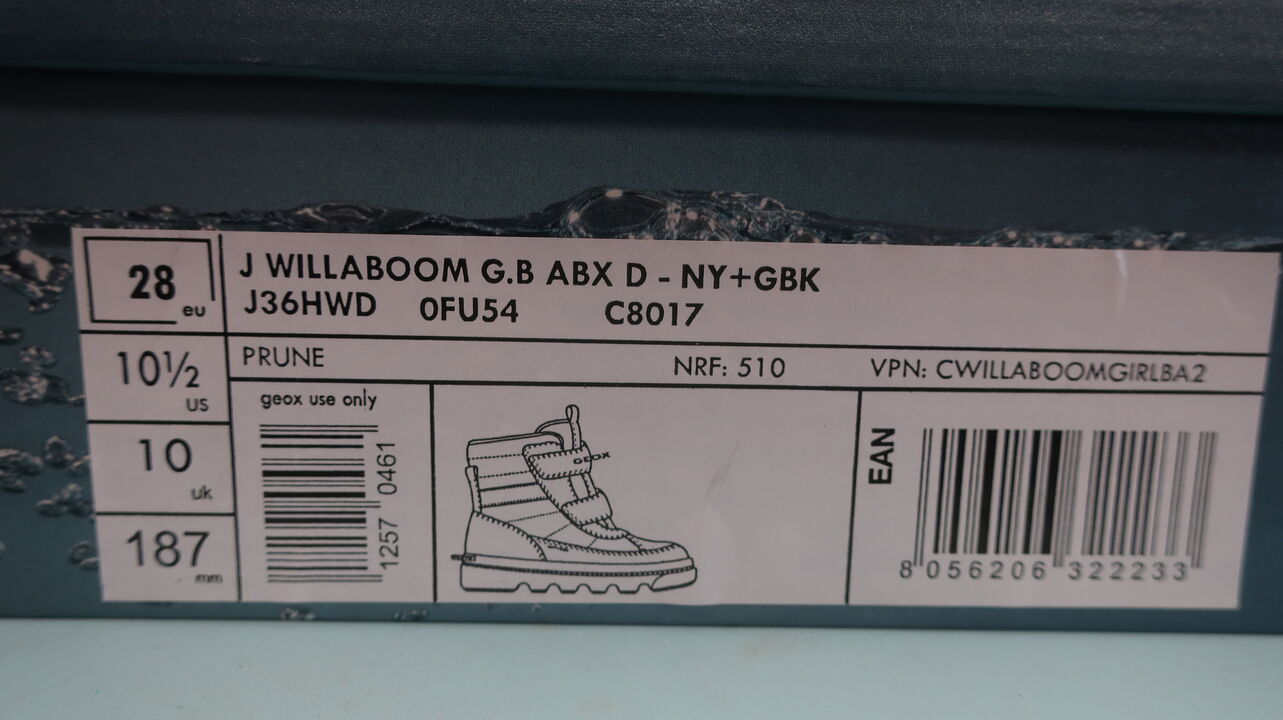 28 eu
J WILLABOOM G.B ABX D - NY+GBK
J36HWD 0FU54 C8017
10½ US
PRUNE NRF: 510 VPN: CWILLABOOMGIRLBA2
10 uk
187 mm
geox use only
1257 0461
GEOX
EAN
8 056206 322233